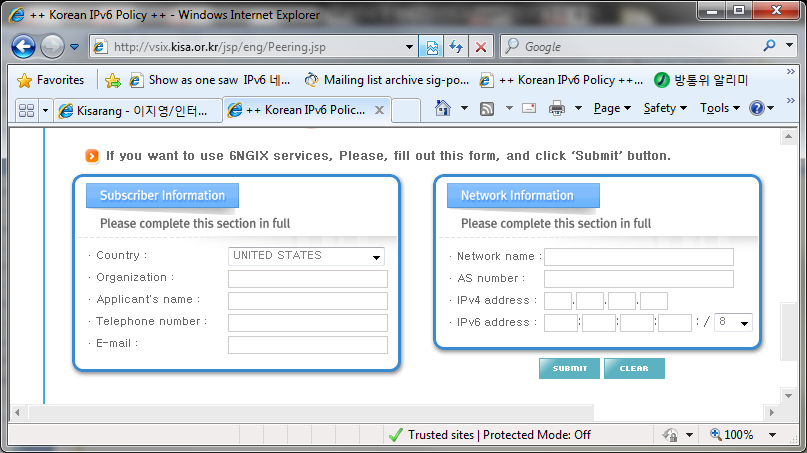 ++ Korean IPv6 Policy ++ - Windows Internet Explorer
http://vsix.kisa.or.kr/jsp/eng/Peering.jsp
Google
Favorites
Show as one saw IPv6 네...
Mailing list archive sig-po...
++ Korean IPv6 Policy ++...
방통위 알리미
Kisarang - 이지영/인터...
++ Korean IPv6 Polic...
Page
Safety
Tools
If you want to use 6NGIX services, Please, fill out this form, and click 'Submit' button.
Subscriber Information
Please complete this section in full
· Country :
UNITED STATES
· Organization :
· Applicant's name :
· Telephone number :
· E-mail :
Network Information
Please complete this section in full
· Network name :
· AS number :
· IPv4 address : . . .
· IPv6 address : : : : : / 8
SUBMIT
CLEAR
Trusted sites | Protected Mode: Off
100%